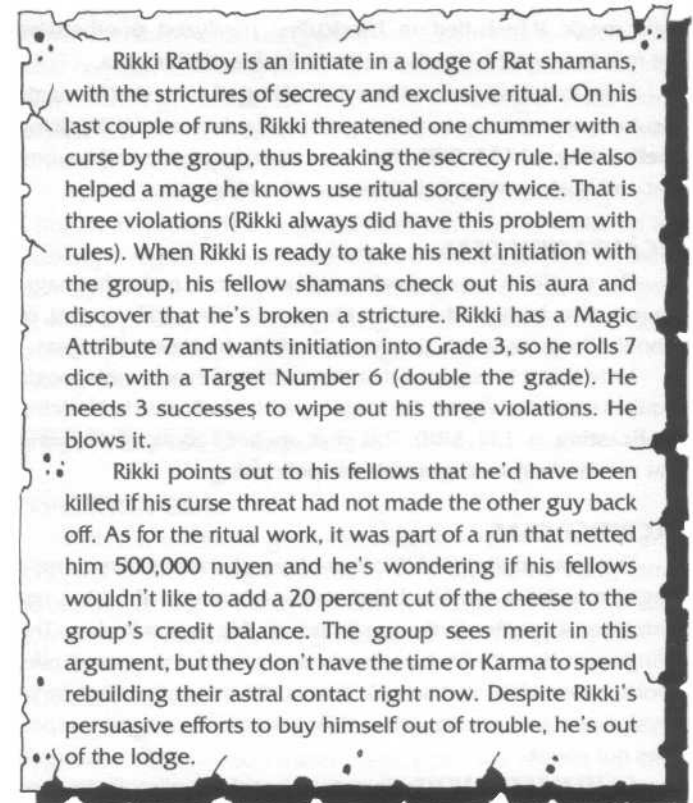 Rikki Ratboy is an initiate in a lodge of Rat shamans,
with the strictures of secrecy and exclusive ritual. On his
last couple of runs, Rikki threatened one chummer with a
curse by the group, thus breaking the secrecy rule. He also
helped a mage he knows use ritual sorcery twice. That is
three violations (Rikki always did have this problem with
rules). When Rikki is ready to take his next initiation with
the group, his fellow shamans check out his aura and
discover that he's broken a stricture. Rikki has a Magic
Attribute 7 and wants initiation into Grade 3, so he rolls 7
dice, with a Target Number 6 (double the grade). He
needs 3 successes to wipe out his three violations. He
blows it.
Rikki points out to his fellows that he'd have been
killed if his curse threat had not made the other guy back
off. As for the ritual work, it was part of a run that netted
him 500,000 nuyen and he's wondering if his fellows
wouldn't like to add a 20 percent cut of the cheese to the
group's credit balance. The group sees merit in this
argument, but they don't have the time or Karma to spend
rebuilding their astral contact right now. Despite Rikki's
persuasive efforts to buy himself out of trouble, he's out
of the lodge.